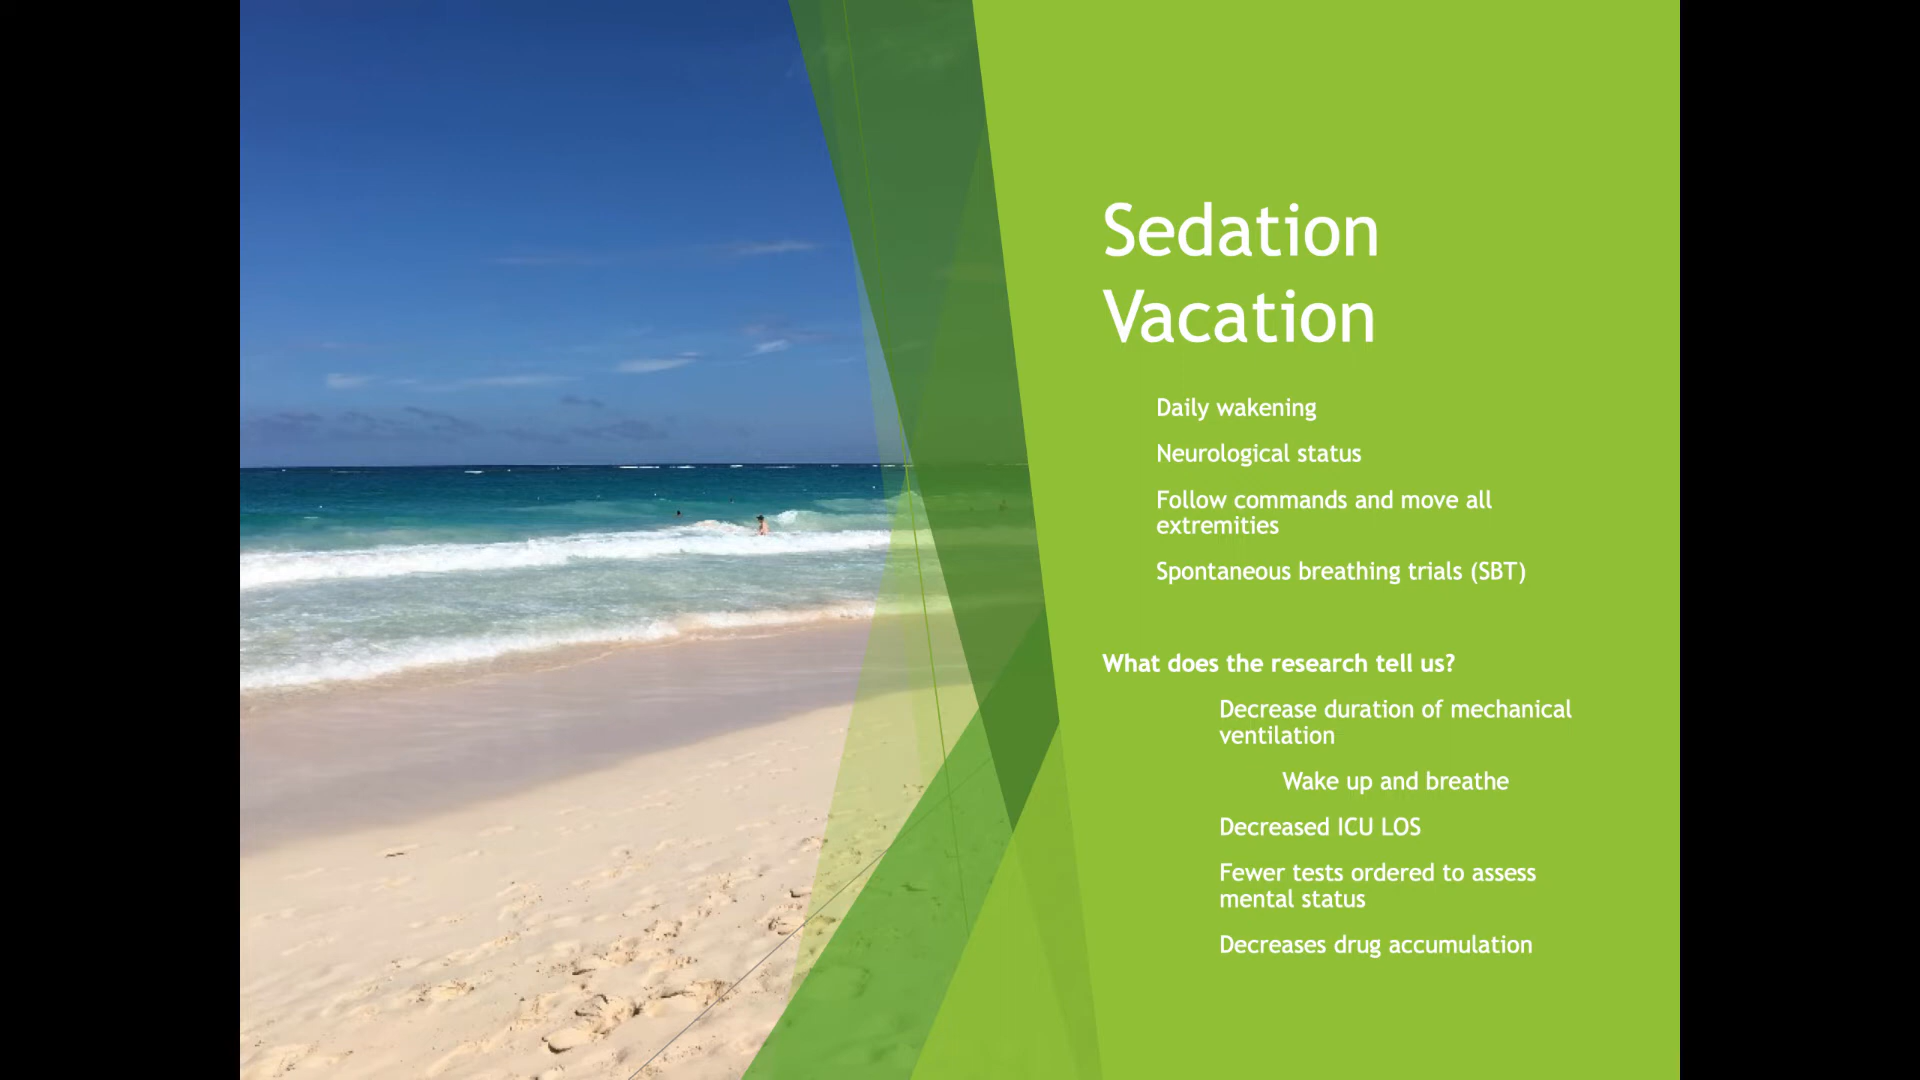 Sedation
Vacation
Daily wakening
Neurological status
Follow commands and move all
extremities
Spontaneous breathing trials (SBT)
What does the research tell us?
Decrease duration of mechanical
ventilation
Wake up and breathe
Decreased ICU LOS
Fewer tests ordered to assess
mental status
Decreases drug accumulation